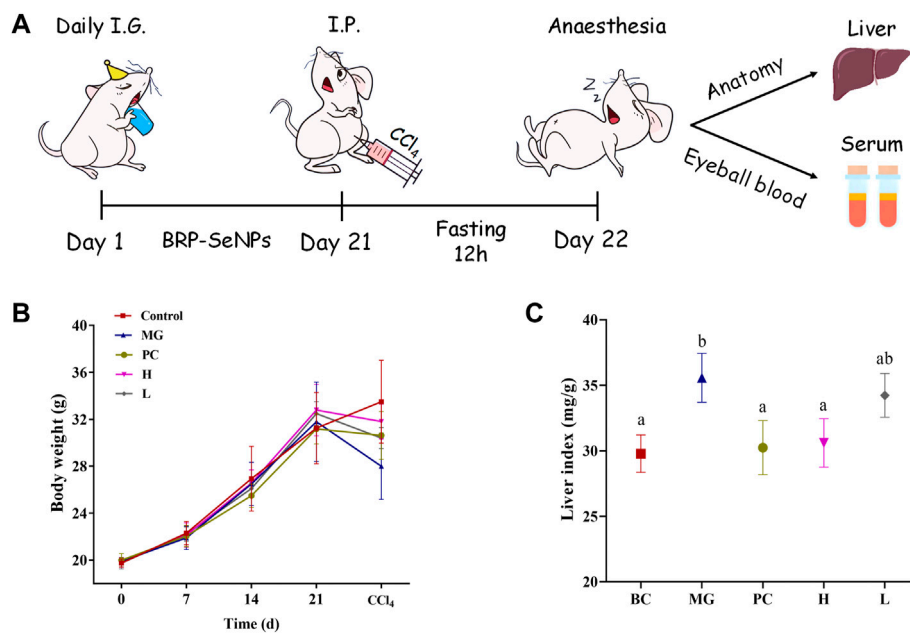 A
Daily I.G.
I.P.
Anaesthesia
Liver
Z
Z
CCl4
Anatomy
Eyeball blood
Serum
Day 1
BRP-SeNPs
Day 21
Fasting
12h
Day 22
B
Control
MG
PC
H
L
40
36
32
28
24
20
Body weight (g)
0
7
14
21
CCl4
Time (d)
C
40
35
30
25
20
Liver index (mg/g)
a
b
a
a
ab
BC
MG
PC
H
L